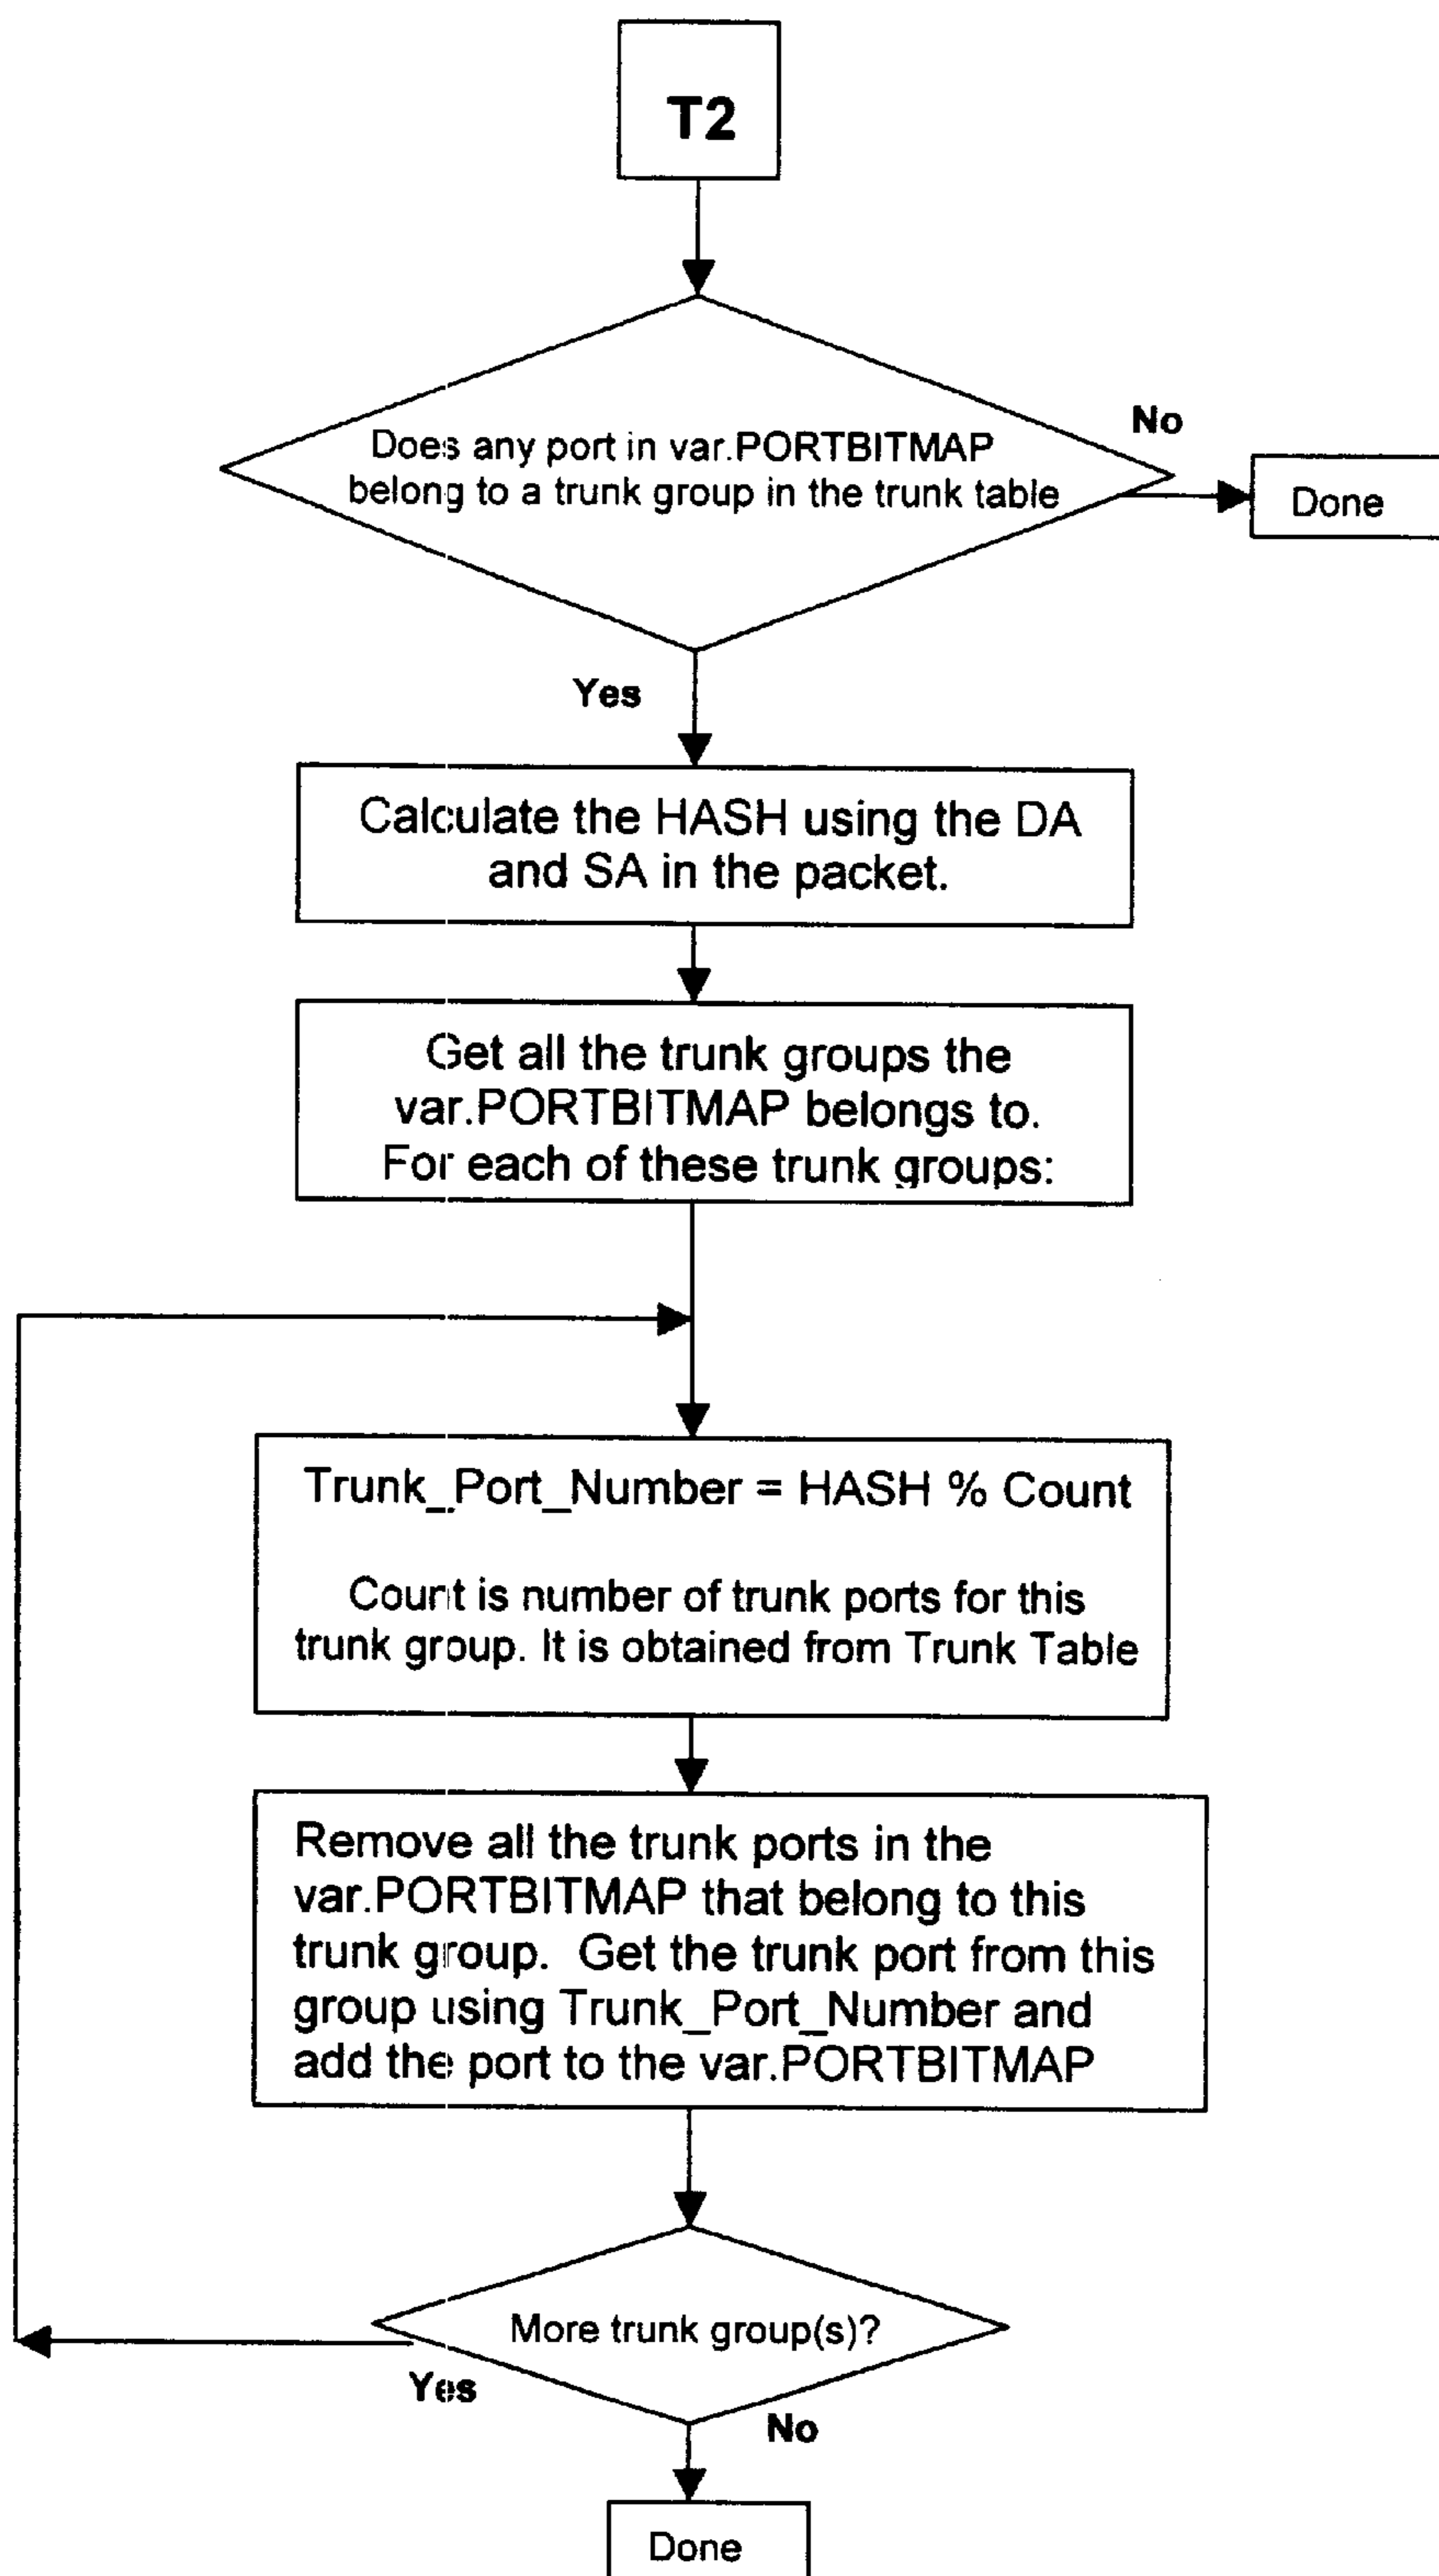 T2
Does any port in var.PORTBITMAP
belong to a trunk group in the trunk table
No
Done
Yes
Calculate the HASH using the DA
and SA in the packet.
Get all the trunk groups the
var.PORTBITMAP belongs to.
For each of these trunk groups:
Trunk_Port_Number = HASH % Count
Count is number of trunk ports for this
trunk group. It is obtained from Trunk Table
Remove all the trunk ports in the
var.PORTBITMAP that belong to this
trunk group.  Get the trunk port from this
group using Trunk_Port_Number and
add the port to the var.PORTBITMAP
More trunk group(s)?
Yes
No
Done